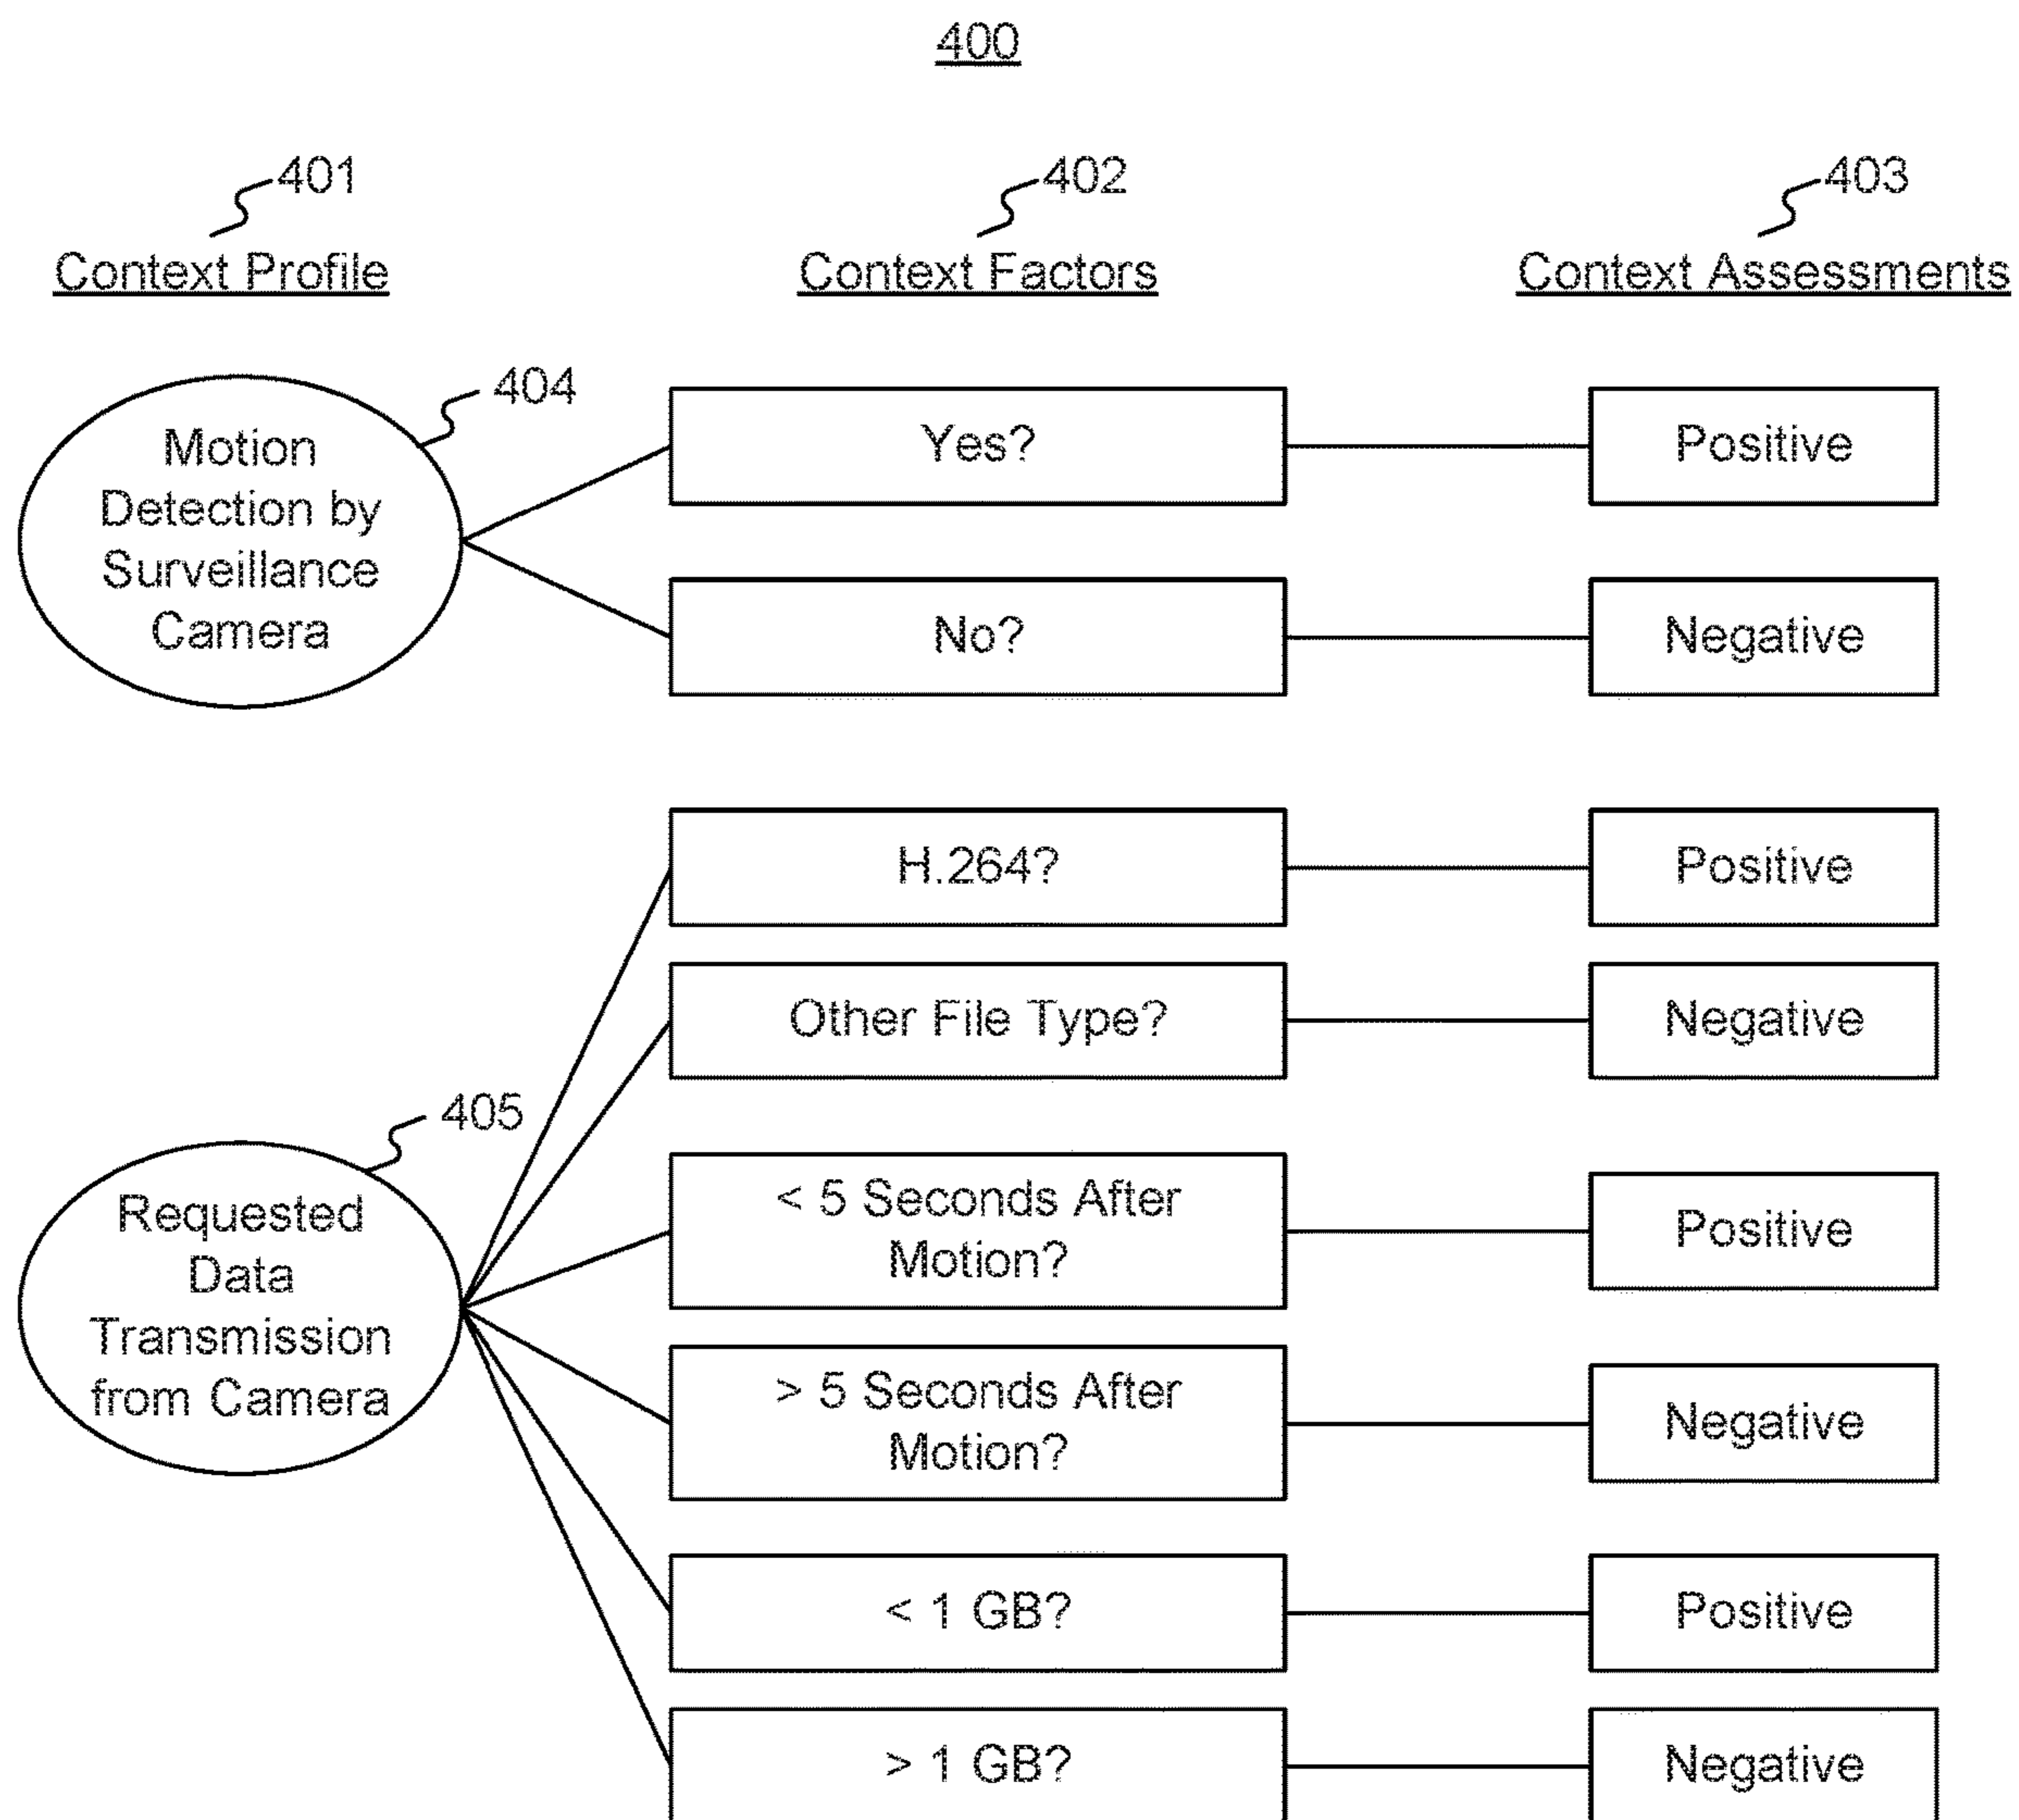 400
401
402
403
Context Profile
Context Factors
Context Assessments
404
Motion
Detection by
Surveillance
Camera
Yes?
Positive
No?
Negative
H.264?
Positive
Other File Type?
Negative
405
Requested
Data
Transmission
from Camera
< 5 Seconds After
Motion?
Positive
> 5 Seconds After
Motion?
Negative
< 1 GB?
Positive
> 1 GB?
Negative